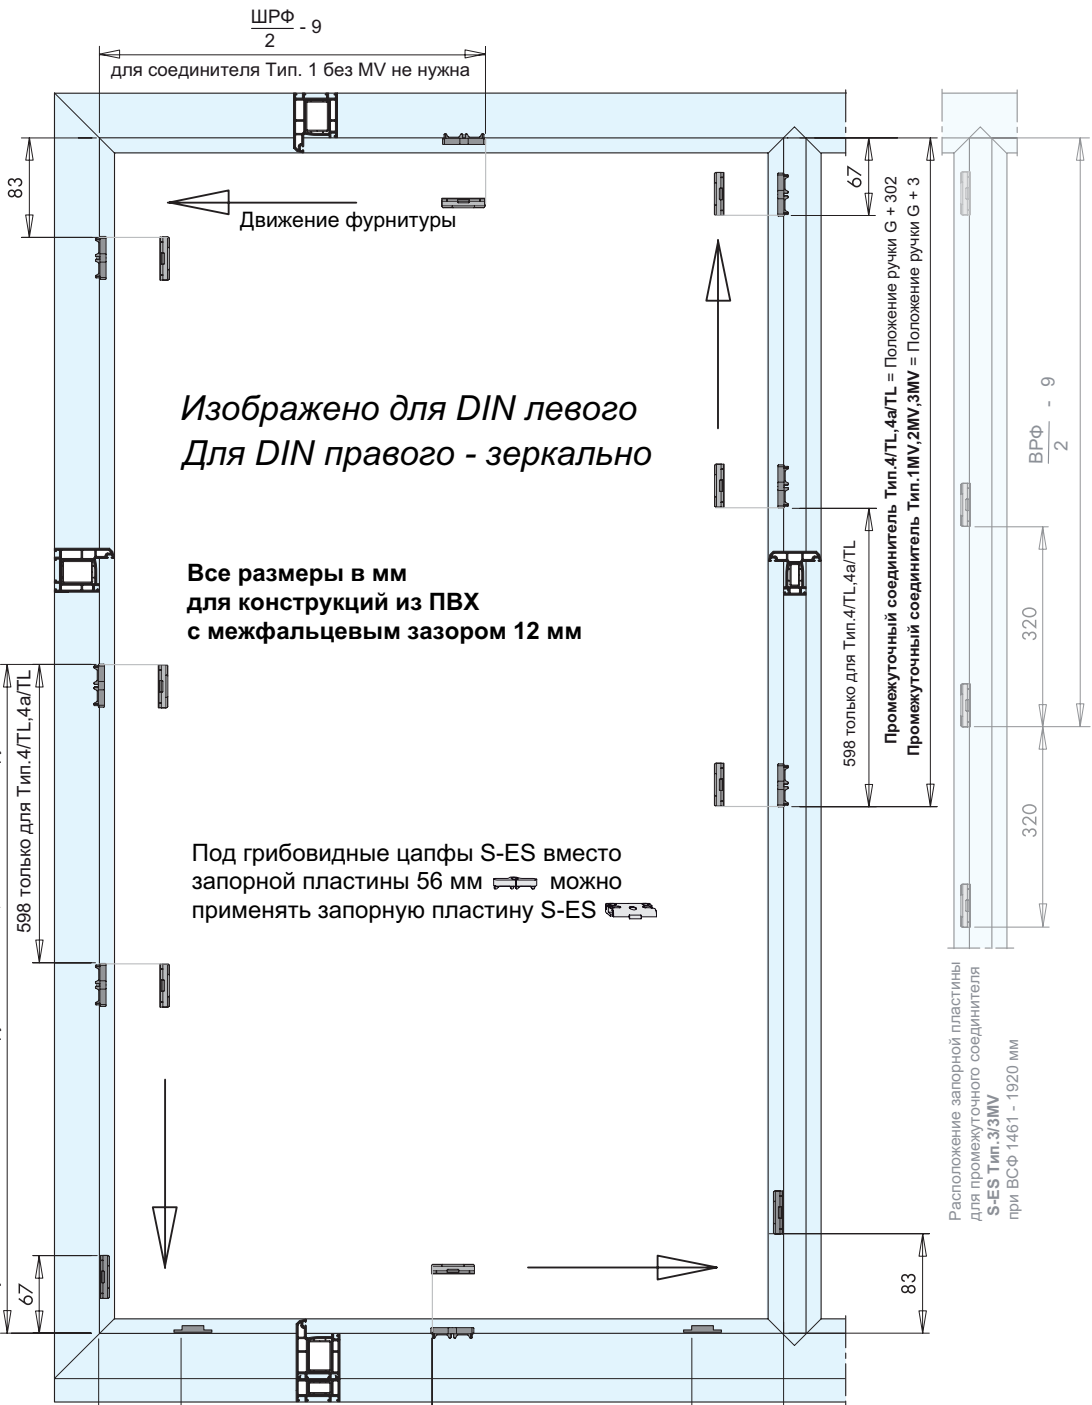 ШРФ
2
- 9
для соединителя Тип. 1 без MV не нужна
83
67
Движение фурнитуры
Изображено для DIN левого
Для DIN правого - зеркально
Все размеры в мм
для конструкций из ПВХ
с межфальцевым зазором 12 мм
Под грибовидные цапфы S-ES вместо
запорной пластины 56 мм можно
применять запорную пластину S-ES
598 только для Тип.4/TL,4a/TL
67
598 только для Тип.4/TL,4a/TL
Промежуточный соединитель Тип.4/TL,4a/TL = Положение ручки G + 302
Промежуточный соединитель Тип.1MV,2MV,3MV = Положение ручки G + 3
83
ВРФ
2
- 9
320
320
Расположение запорной пластины
для промежуточного соединителя
S-ES Тип.3/3MV
при ВСФ 1461 - 1920 мм